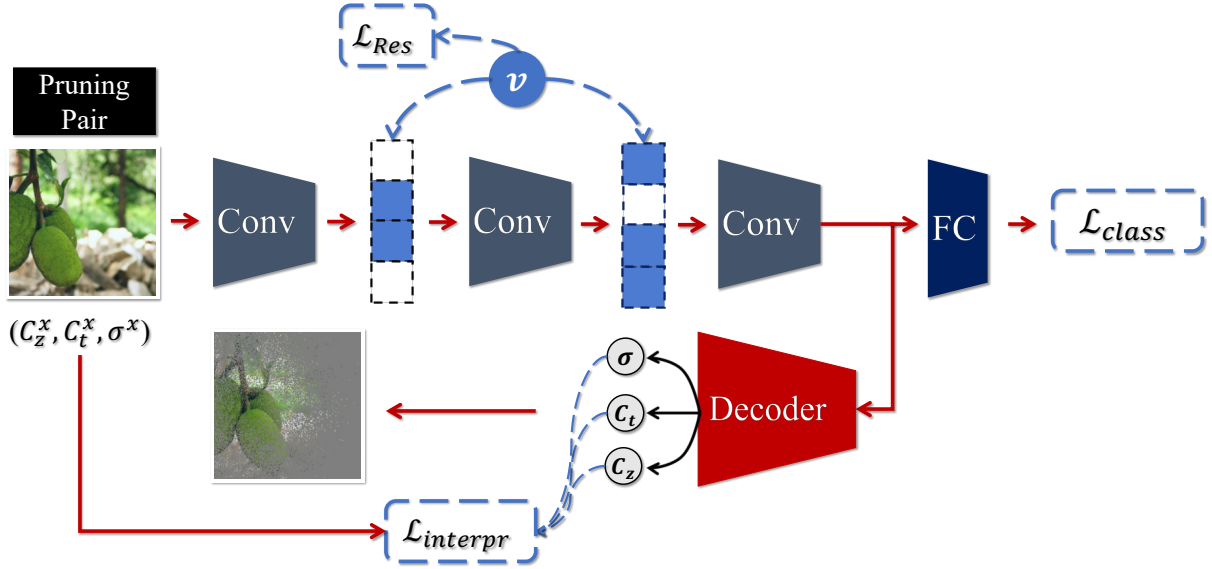 ℒ_Res
v
Pruning
Pair
Conv
Conv
Conv
FC
ℒ_class
(C_z^x, C_t^x, σ^x)
σ
C_t
C_z
Decoder
ℒ_interpr